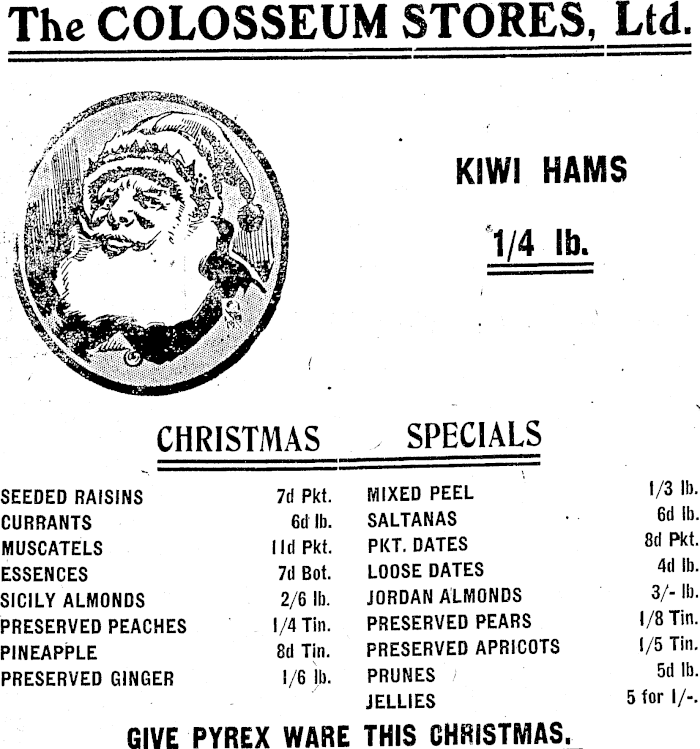 The COLOSSEUM STORES, Ltd.
KIWI HAMS
1/4 lb.
CHRISTMAS SPECIALS
SEEDED RAISINS 7d Pkt.
CURRANTS 6d lb.
MUSCATELS 11d Pkt.
ESSENCES 7d Bot.
SICILY ALMONDS 2/6 lb.
PRESERVED PEACHES 1/4 Tin.
PINEAPPLE 8d Tin.
PRESERVED GINGER 1/6 lb.
MIXED PEEL 1/3 lb.
SALTANAS 6d lb.
PKT. DATES 8d Pkt.
LOOSE DATES 4d lb.
JORDAN ALMONDS 3/- lb.
PRESERVED PEARS 1/8 Tin.
PRESERVED APRICOTS 1/5 Tin.
PRUNES 5d lb.
JELLIES 5 for 1/-.
GIVE PYREX WARE THIS CHRISTMAS.